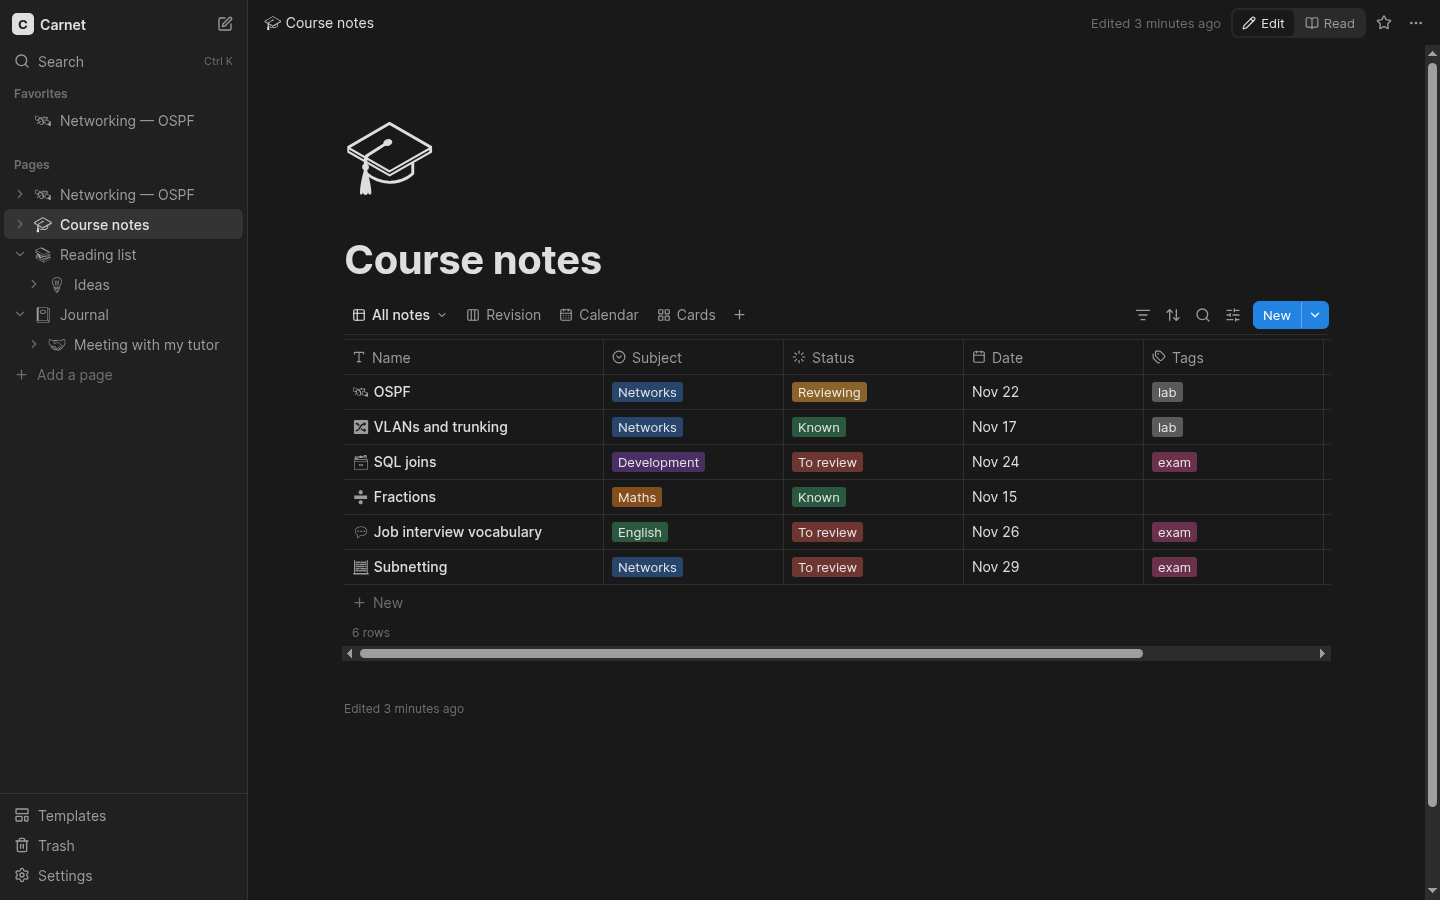 C Carnet
Search Ctrl K
Favorites
Networking — OSPF
Pages
Networking — OSPF
Course notes
Reading list
Ideas
Journal
Meeting with my tutor
Add a page
Templates
Trash
Settings
Course notes
Edited 3 minutes ago Edit Read
Course notes
All notes Revision Calendar Cards New
Name Subject Status Date Tags
OSPF Networks Reviewing Nov 22 lab
VLANs and trunking Networks Known Nov 17 lab
SQL joins Development To review Nov 24 exam
Fractions Maths Known Nov 15
Job interview vocabulary English To review Nov 26 exam
Subnetting Networks To review Nov 29 exam
New
6 rows
Edited 3 minutes ago